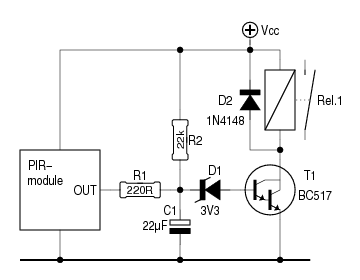 Vcc
D2
1N4148
Rel.1
22k
R2
PIR-
module
OUT
R1
220R
D1
3V3
T1
BC517
C1
22µF